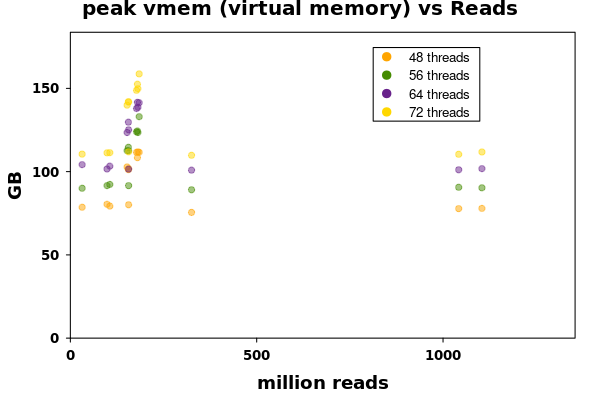 peak vmem (virtual memory) vs Reads
48 threads
56 threads
64 threads
72 threads
150
100
50
0
GB
0 500 1000
million reads